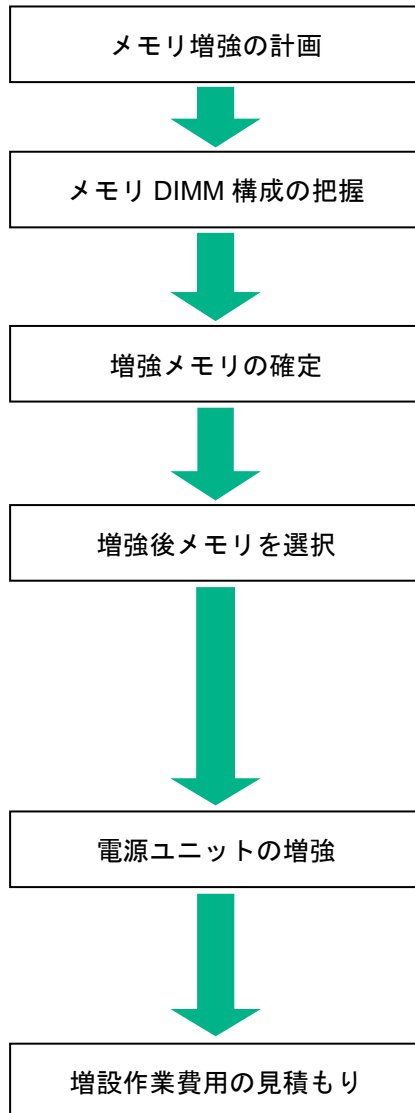 メモリ増強の計画
メモリ DIMM 構成の把握
増強メモリの確定
増強後メモリを選択
電源ユニットの増強
増設作業費用の見積もり